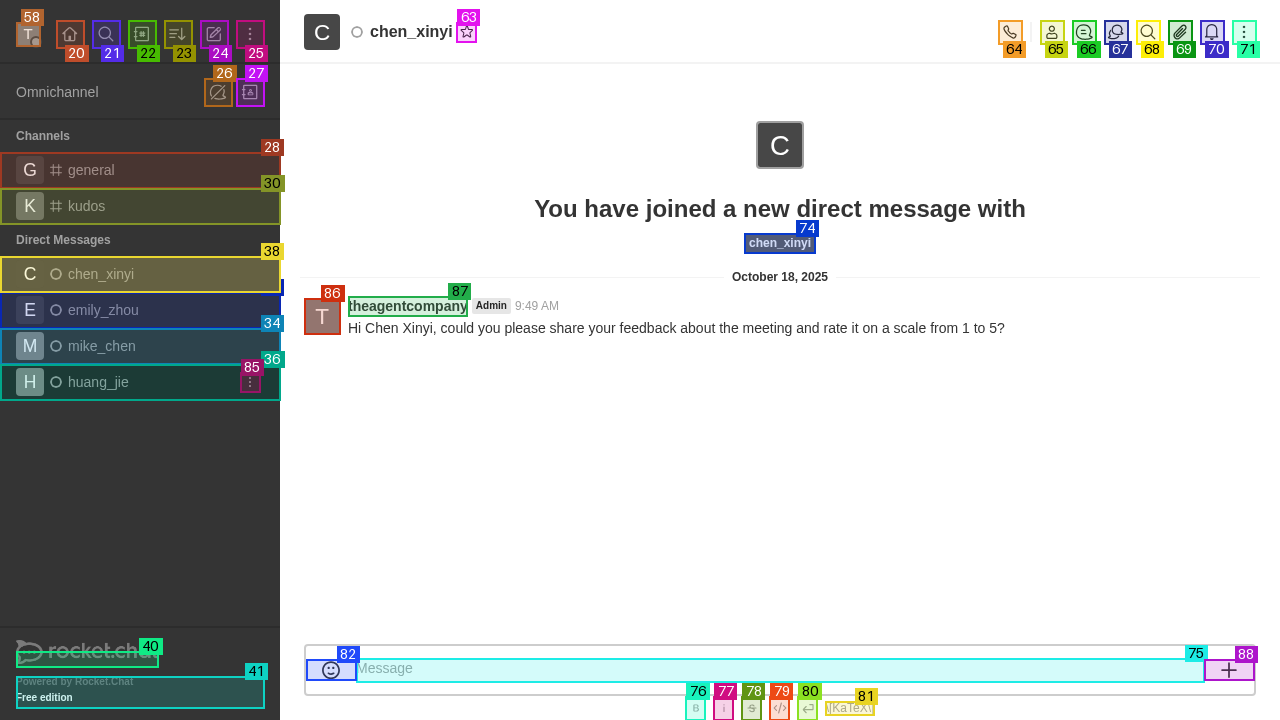 58
T
20
21
22
23
24
25
C
chen_xinyi
63
64
65
66
67
68
69
70
71
Omnichannel
26
27
Channels
28
G general
30
K kudos
Direct Messages
38
C chen_xinyi
E emily_zhou
34
M mike_chen
36
H huang_jie
85
40
rocket.chat
41
Powered by Rocket.Chat
Free edition
C
You have joined a new direct message with
74
chen_xinyi
October 18, 2025
86
T
87
theagentcompany Admin 9:49 AM
Hi Chen Xinyi, could you please share your feedback about the meeting and rate it on a scale from 1 to 5?
82
75
88
Message
76
77
78
79
80
81
B
i
S
</>
\[KaTeX\]